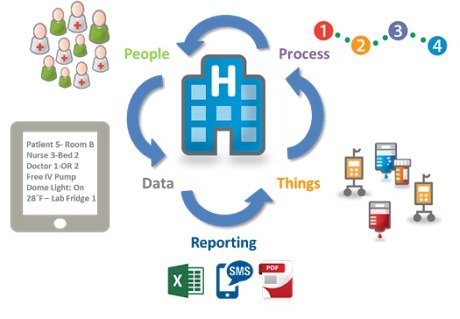 People
Process
1
2
3
4
H
Patient 5- Room B
Nurse 3-Bed 2
Doctor 1-OR 2
Free IV Pump
Dome Light: On
28˚F – Lab Fridge 1
Data
Things
Reporting
X
SMS
PDF